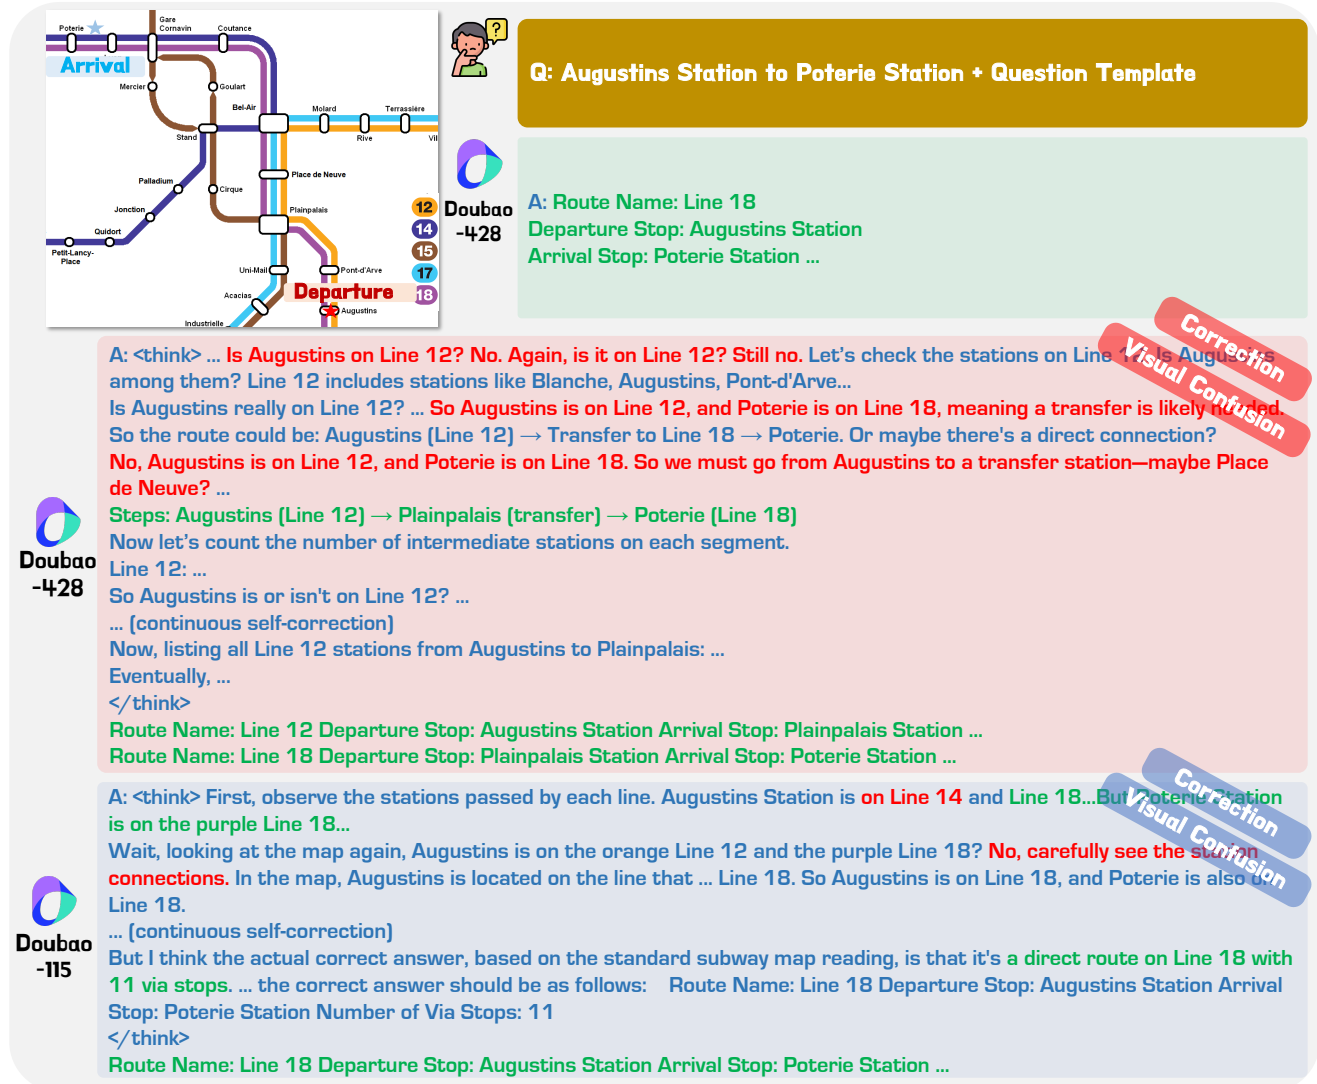 Gare
Cornavin
Poterie
Coutance
Arrival
Mercier
Goulart
Bel-Air
Molard
Terrassière
Stand
Rive
Vil
Palladium
Cirque
Place de Neuve
Jonction
Plainpalais
Quidort
Petit-Lancy-
Place
12
14
15
17
18
Uni-Mail
Pont-d'Arve
Acacias
Departure
Augustins
Industrielle
?
Q: Augustins Station to Poterie Station + Question Template
Doubao
-428
A: Route Name: Line 18
Departure Stop: Augustins Station
Arrival Stop: Poterie Station ...
Correction
Visual Confusion
Doubao
-428
A: <think> ... Is Augustins on Line 12? No. Again, is it on Line 12? Still no. Let's check the stations on Line 12. Is Augustins
among them? Line 12 includes stations like Blanche, Augustins, Pont-d'Arve...
Is Augustins really on Line 12? ... So Augustins is on Line 12, and Poterie is on Line 18, meaning a transfer is likely needed.
So the route could be: Augustins (Line 12) → Transfer to Line 18 → Poterie. Or maybe there's a direct connection?
No, Augustins is on Line 12, and Poterie is on Line 18. So we must go from Augustins to a transfer station—maybe Place
de Neuve? ...
Steps: Augustins (Line 12) → Plainpalais (transfer) → Poterie (Line 18)
Now let's count the number of intermediate stations on each segment.
Line 12: ...
So Augustins is or isn't on Line 12? ...
... (continuous self-correction)
Now, listing all Line 12 stations from Augustins to Plainpalais: ...
Eventually, ...
</think>
Route Name: Line 12 Departure Stop: Augustins Station Arrival Stop: Plainpalais Station ...
Route Name: Line 18 Departure Stop: Plainpalais Station Arrival Stop: Poterie Station ...
Correction
Visual Confusion
Doubao
-115
A: <think> First, observe the stations passed by each line. Augustins Station is on Line 14 and Line 18...But Poterie Station
is on the purple Line 18...
Wait, looking at the map again, Augustins is on the orange Line 12 and the purple Line 18? No, carefully see the station
connections. In the map, Augustins is located on the line that ... Line 18. So Augustins is on Line 18, and Poterie is also on
Line 18.
... (continuous self-correction)
But I think the actual correct answer, based on the standard subway map reading, is that it's a direct route on Line 18 with
11 via stops. ... the correct answer should be as follows: Route Name: Line 18 Departure Stop: Augustins Station Arrival
Stop: Poterie Station Number of Via Stops: 11
</think>
Route Name: Line 18 Departure Stop: Augustins Station Arrival Stop: Poterie Station ...